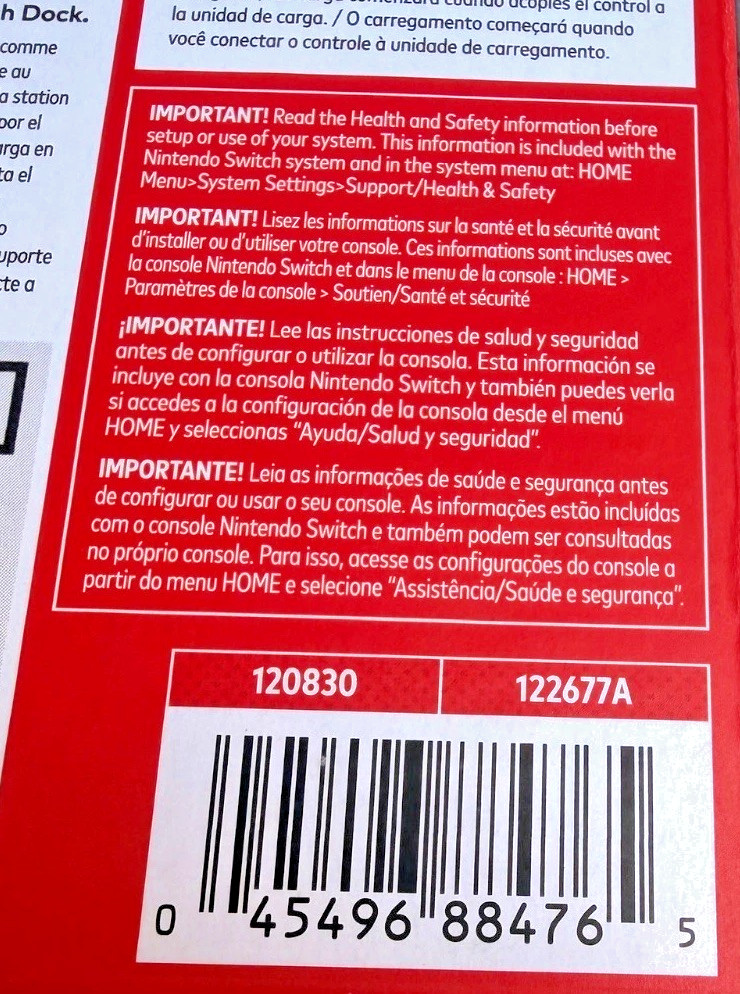 h Dock.
comme
e au
a station
por el
arga en
ta el
uporte
cte a
la unidad de carga. / O carregamento começará quando
você conectar o controle à unidade de carregamento.
IMPORTANT! Read the Health and Safety information before
setup or use of your system. This information is included with the
Nintendo Switch system and in the system menu at: HOME
Menu>System Settings>Support/Health & Safety
IMPORTANT! Lisez les informations sur la santé et la sécurité avant
d'installer ou d'utiliser votre console. Ces informations sont incluses avec
la console Nintendo Switch et dans le menu de la console : HOME >
Paramètres de la console > Soutien/Santé et sécurité
¡IMPORTANTE! Lee las instrucciones de salud y seguridad
antes de configurar o utilizar la consola. Esta información se
incluye con la consola Nintendo Switch y también puedes verla
si accedes a la configuración de la consola desde el menú
HOME y seleccionas "Ayuda/Salud y seguridad".
IMPORTANTE! Leia as informações de saúde e segurança antes
de configurar ou usar o seu console. As informações estão incluídas
com o console Nintendo Switch e também podem ser consultadas
no próprio console. Para isso, acesse as configurações do console a
partir do menu HOME e selecione "Assistência/Saúde e segurança".
120830 122677A
0 45496 88476 5